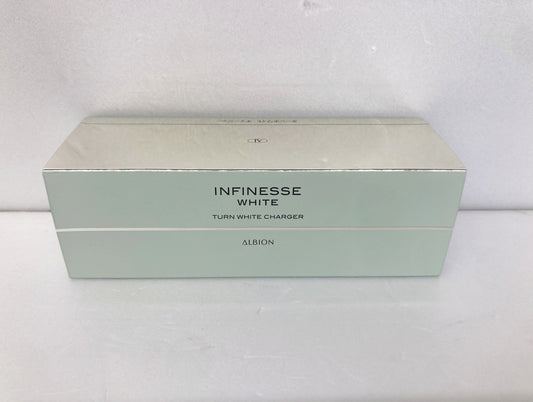 INFINESSE
WHITE
TURN WHITE CHARGER
ALBION